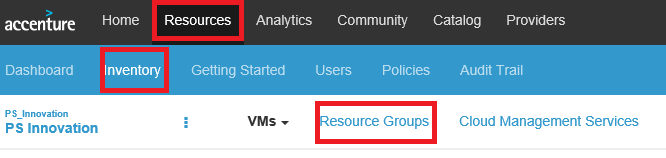 accenture Home Resources Analytics Community Catalog Providers
Dashboard Inventory Getting Started Users Policies Audit Trail
PS_Innovation
PS Innovation VMs Resource Groups Cloud Management Services